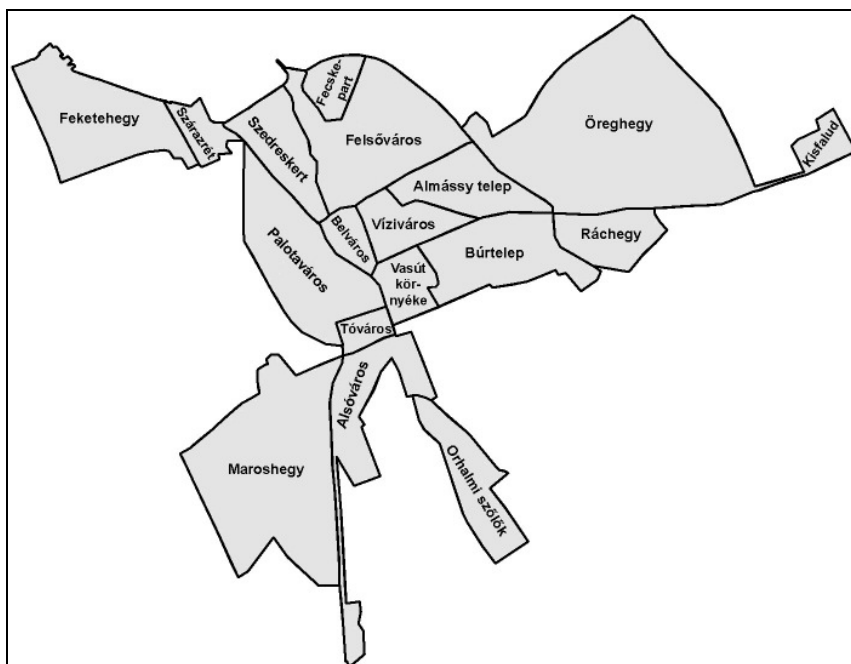 Fecske-
part
Feketehegy
Szárazrét
Szedreskert
Felsőváros
Öreghegy
Kisfalud
Almássy telep
Belváros
Víziváros
Ráchegy
Palotaváros
Búrtelep
Vasút
kör-
nyéke
Tóváros
Alsóváros
Maroshegy
Orhalmi szőlők